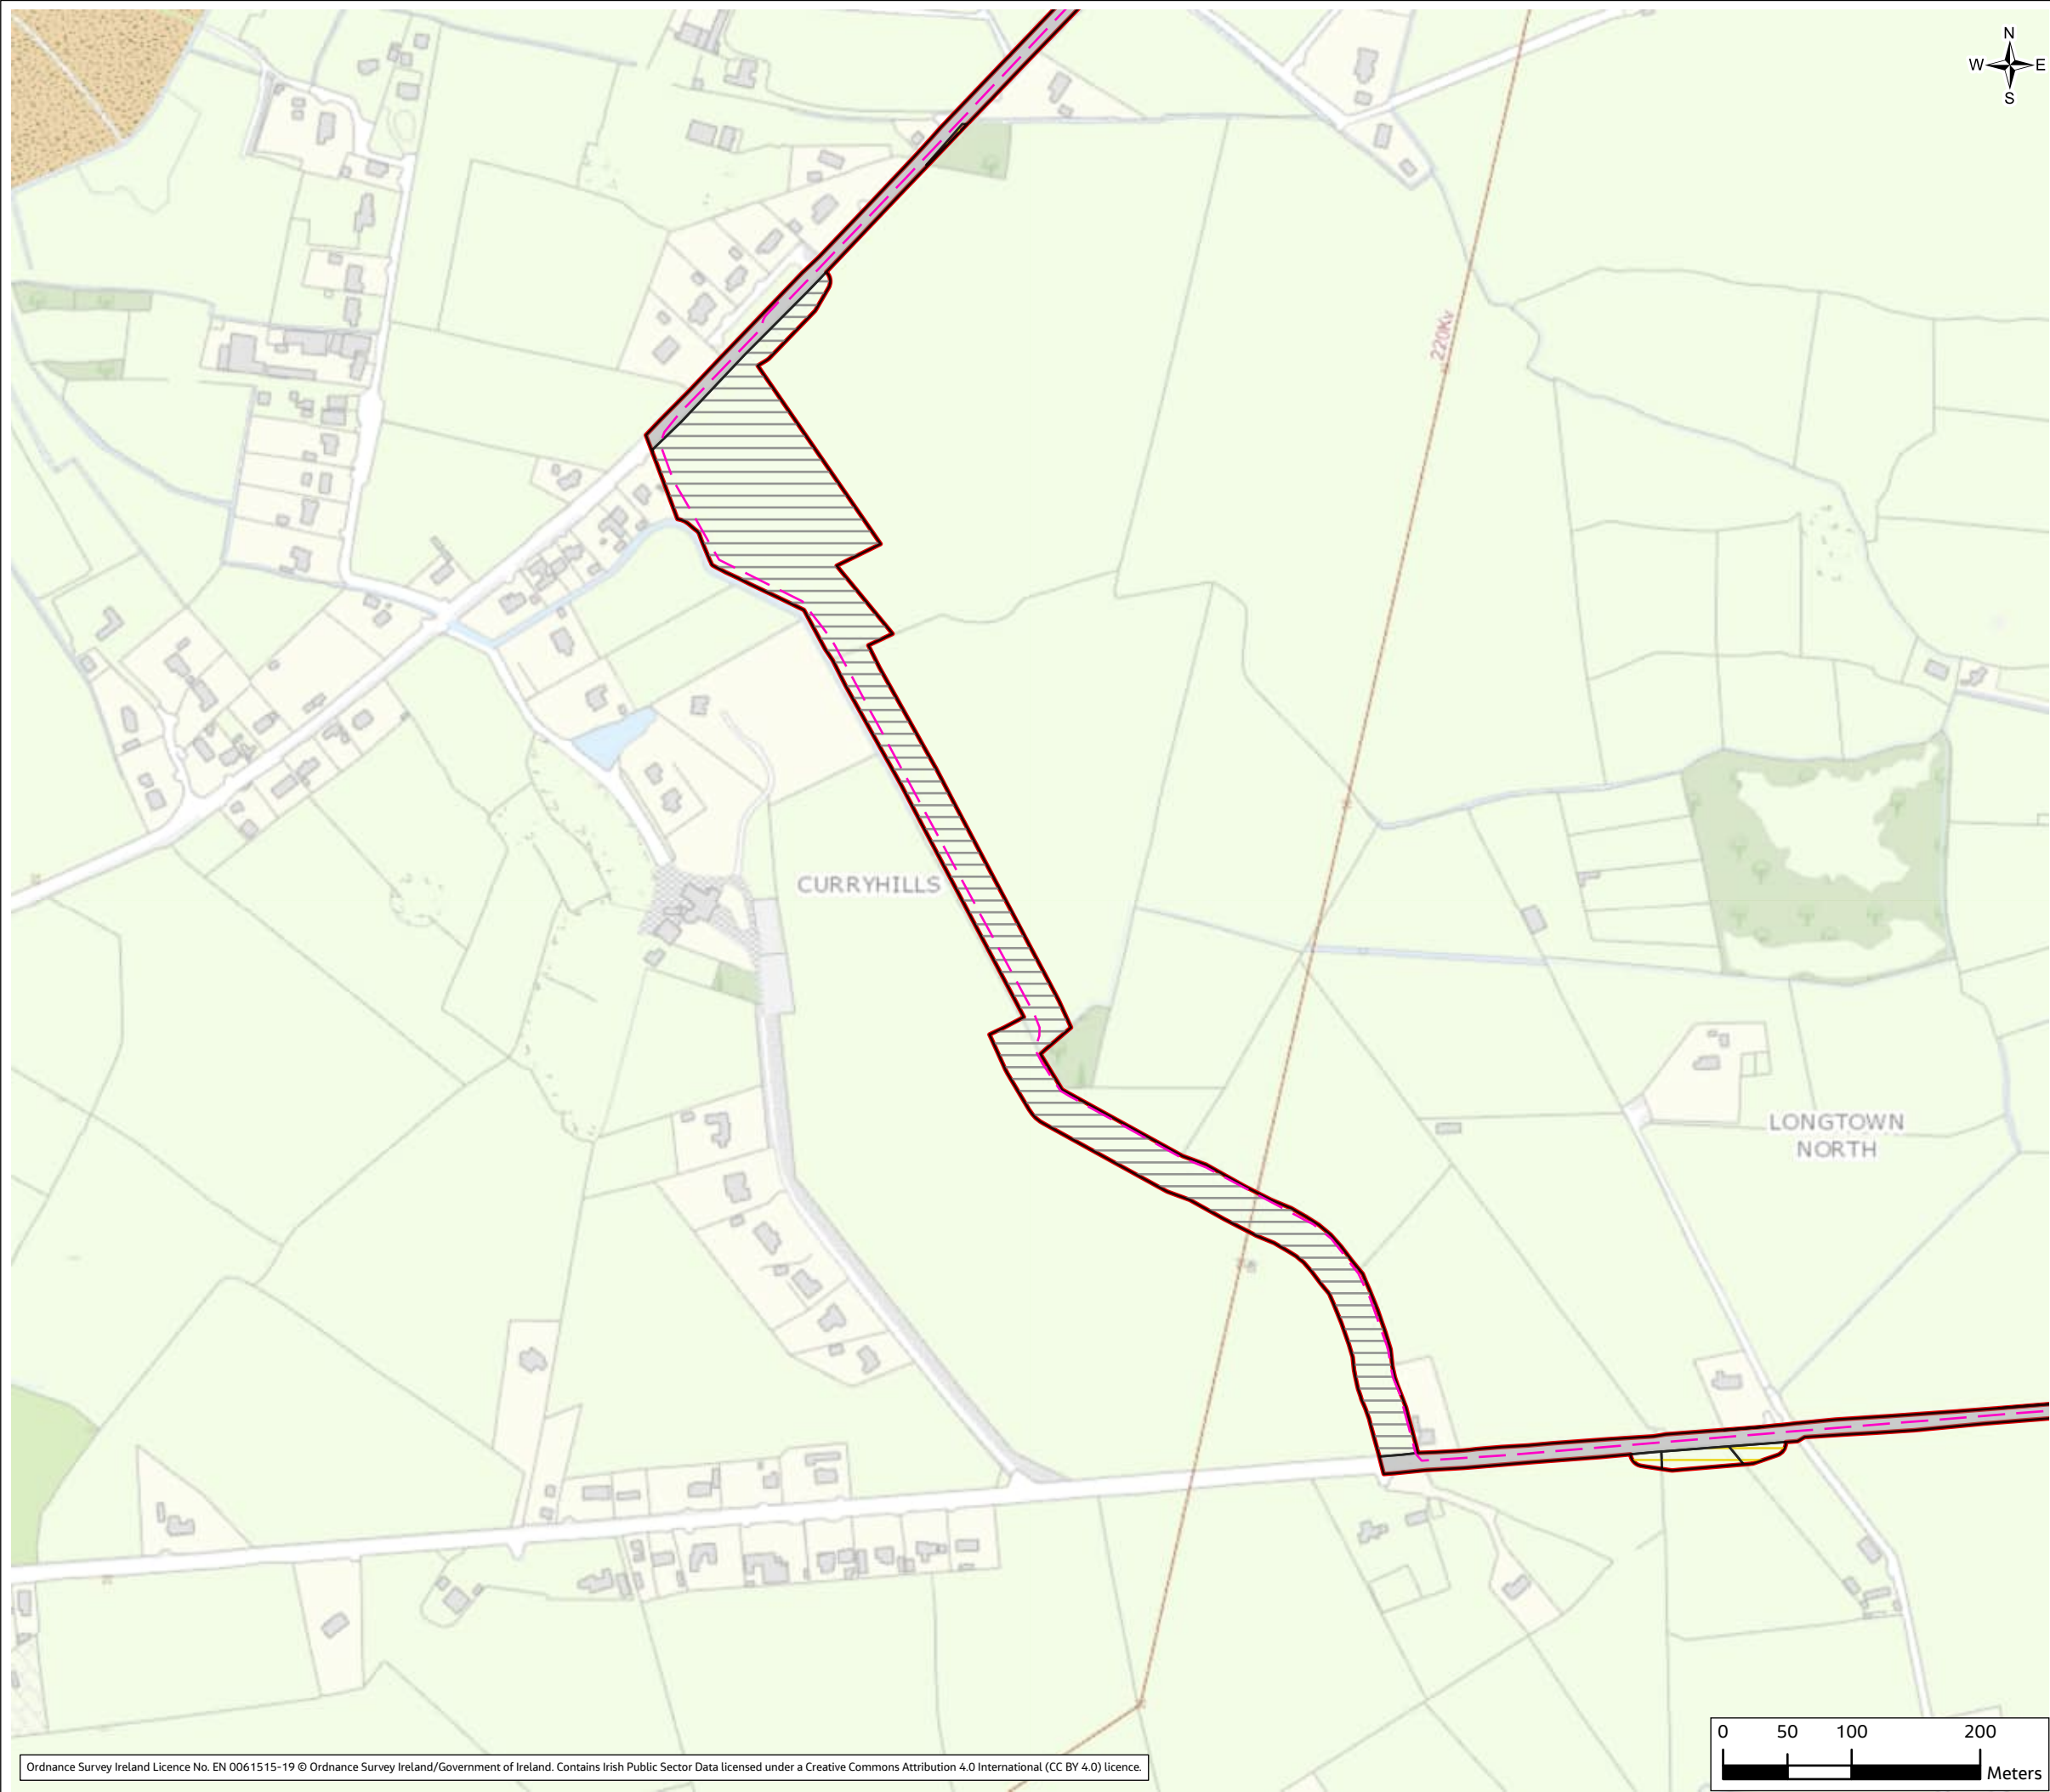 N
W E
S
220Kv
CURRYHILLS
LONGTOWN
NORTH
0 50 100 200
Meters
Ordnance Survey Ireland Licence No. EN 0061515-19 © Ordnance Survey Ireland/Government of Ireland. Contains Irish Public Sector Data licensed under a Creative Commons Attribution 4.0 International (CC BY 4.0) licence.